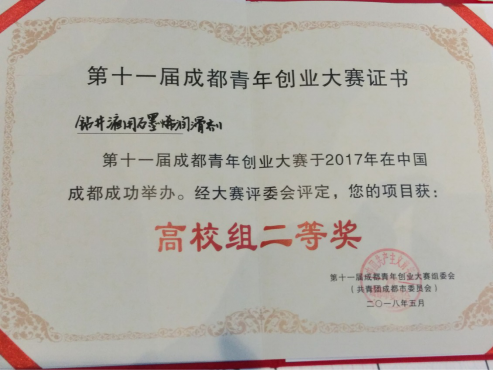 第十一届成都青年创业大赛证书
钻井液用石墨烯润滑剂
第十一届成都青年创业大赛于2017年在中国
成都成功举办。经大赛评委会评定，您的项目获：
高校组二等奖
第十一届成都青年创业大赛组委会
（共青团成都市委员会）
二〇一八年五月